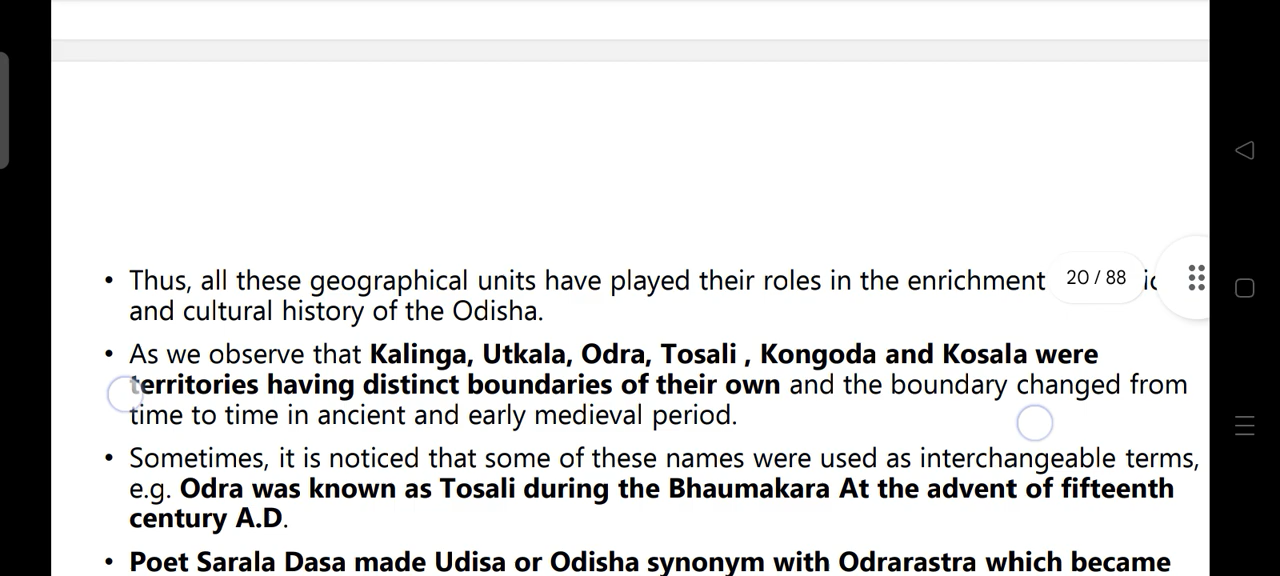 • Thus, all these geographical units have played their roles in the enrichment
20 / 88
and cultural history of the Odisha.
• As we observe that Kalinga, Utkala, Odra, Tosali , Kongoda and Kosala were
territories having distinct boundaries of their own and the boundary changed from
time to time in ancient and early medieval period.
• Sometimes, it is noticed that some of these names were used as interchangeable terms,
e.g. Odra was known as Tosali during the Bhaumakara At the advent of fifteenth
century A.D.
• Poet Sarala Dasa made Udisa or Odisha synonym with Odrarastra which became